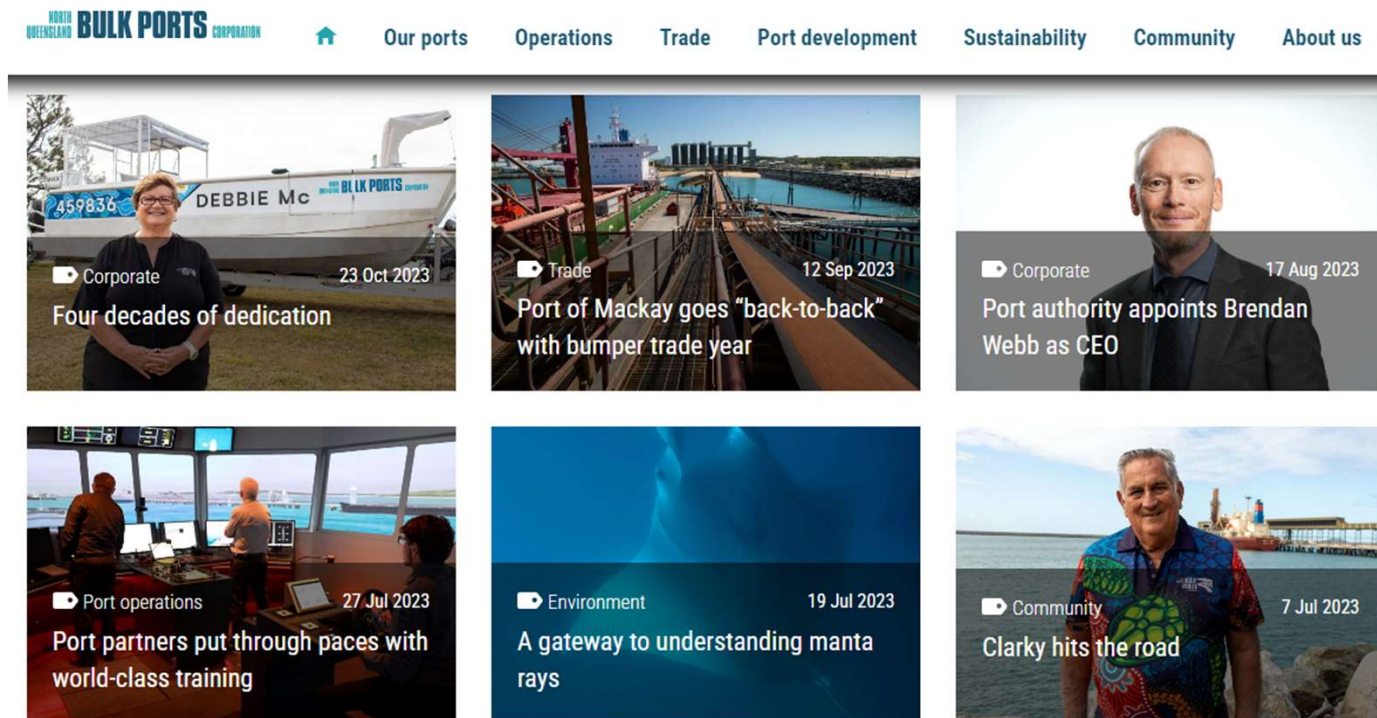 NORTH QUEENSLAND BULK PORTS CORPORATION
Our ports Operations Trade Port development Sustainability Community About us
459836
DEBBIE Mc
BULK PORTS
Corporate 23 Oct 2023
Four decades of dedication
Trade 12 Sep 2023
Port of Mackay goes “back-to-back”
with bumper trade year
Corporate 17 Aug 2023
Port authority appoints Brendan
Webb as CEO
Port operations 27 Jul 2023
Port partners put through paces with
world-class training
Environment 19 Jul 2023
A gateway to understanding manta
rays
BULK
PORTS
Community 7 Jul 2023
Clarky hits the road